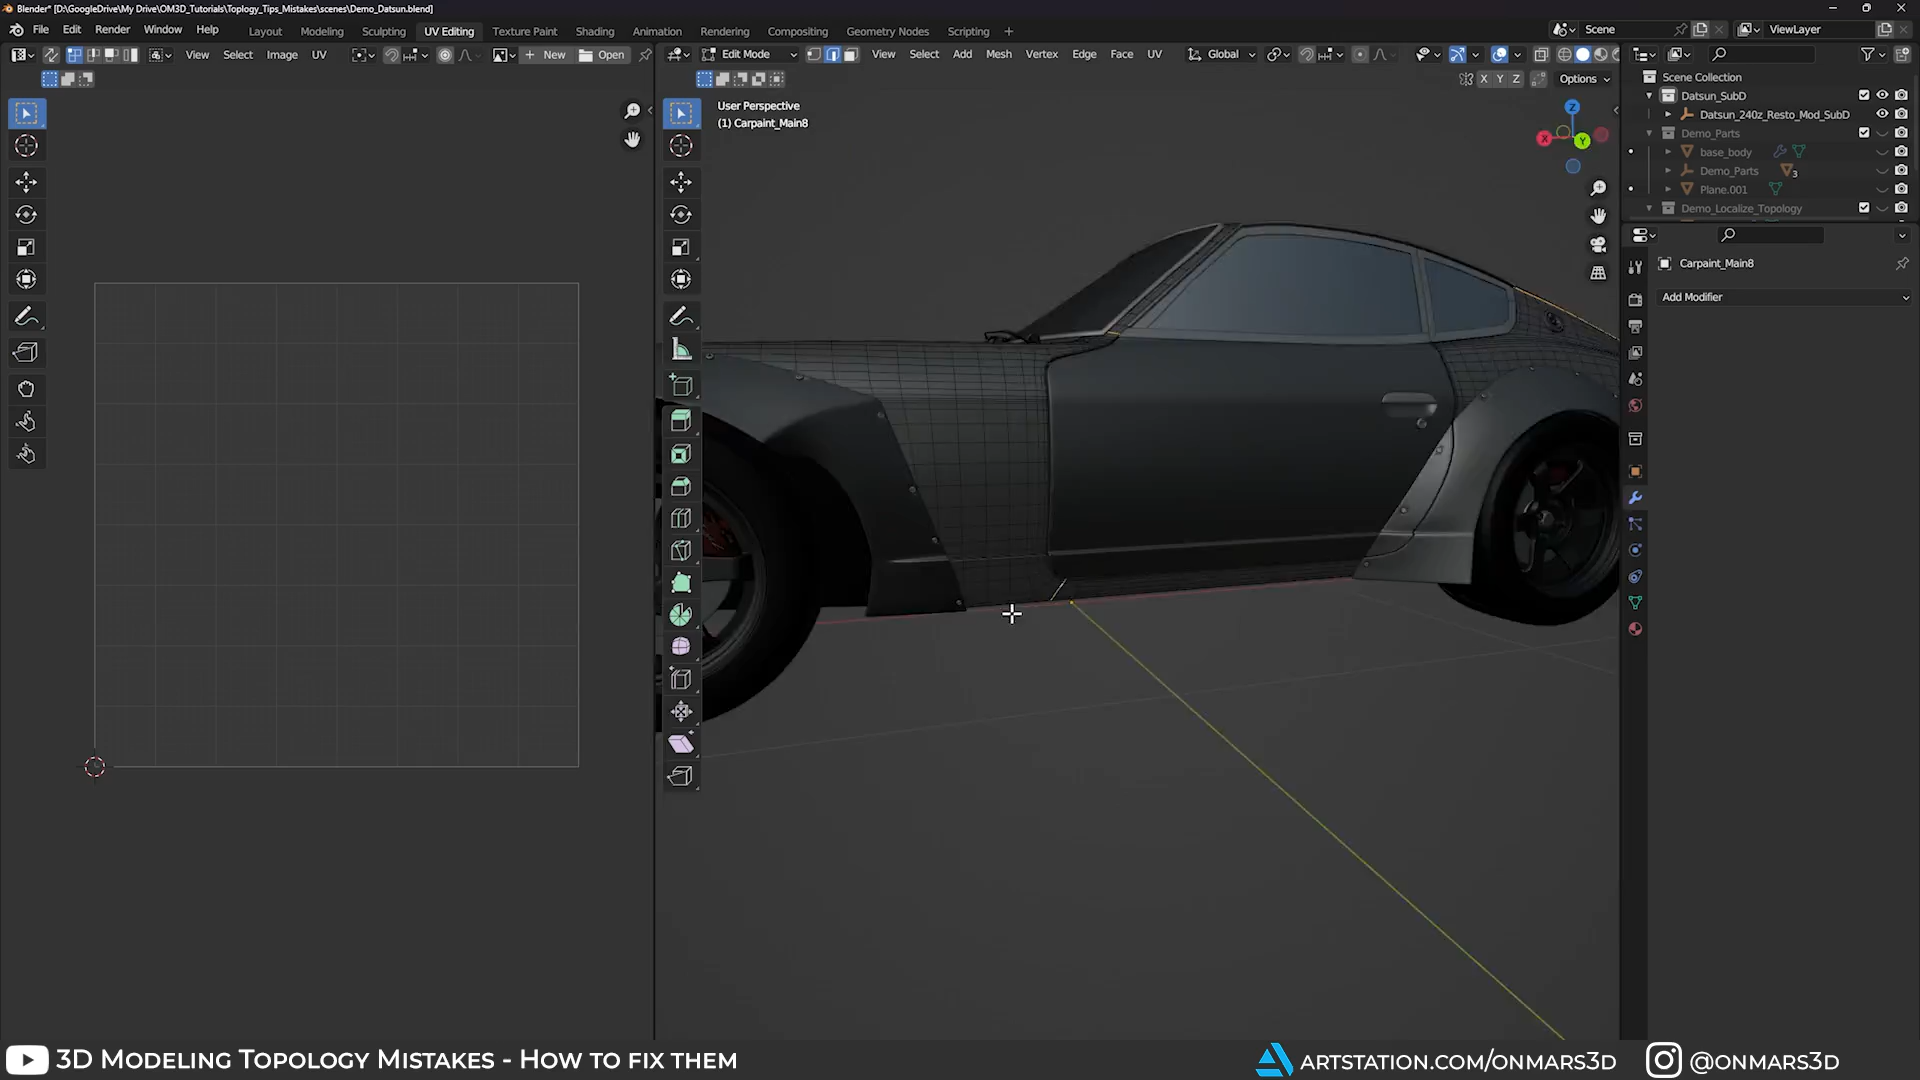 Blender* [D:\GoogleDrive\My Drive\OM3D_Tutorials\Toplogy_Tips_Mistakes\scenes\Demo_Datsun.blend]
File Edit Render Window Help Layout Modeling Sculpting UV Editing Texture Paint Shading Animation Rendering Compositing Geometry Nodes Scripting + Scene ViewLayer
View Select Image UV New Open Edit Mode View Select Add Mesh Vertex Edge Face UV Global
X Y Z Options
Scene Collection
Datsun_SubD
Datsun_240z_Resto_Mod_SubD
Demo_Parts
base_body
Demo_Parts 3
Plane.001
Demo_Localize_Topology
User Perspective
(1) Carpaint_Main8
Z
X
Y
Carpaint_Main8
Add Modifier
3D Modeling Topology Mistakes - How to fix them
artstation.com/onmars3d
@onmars3d